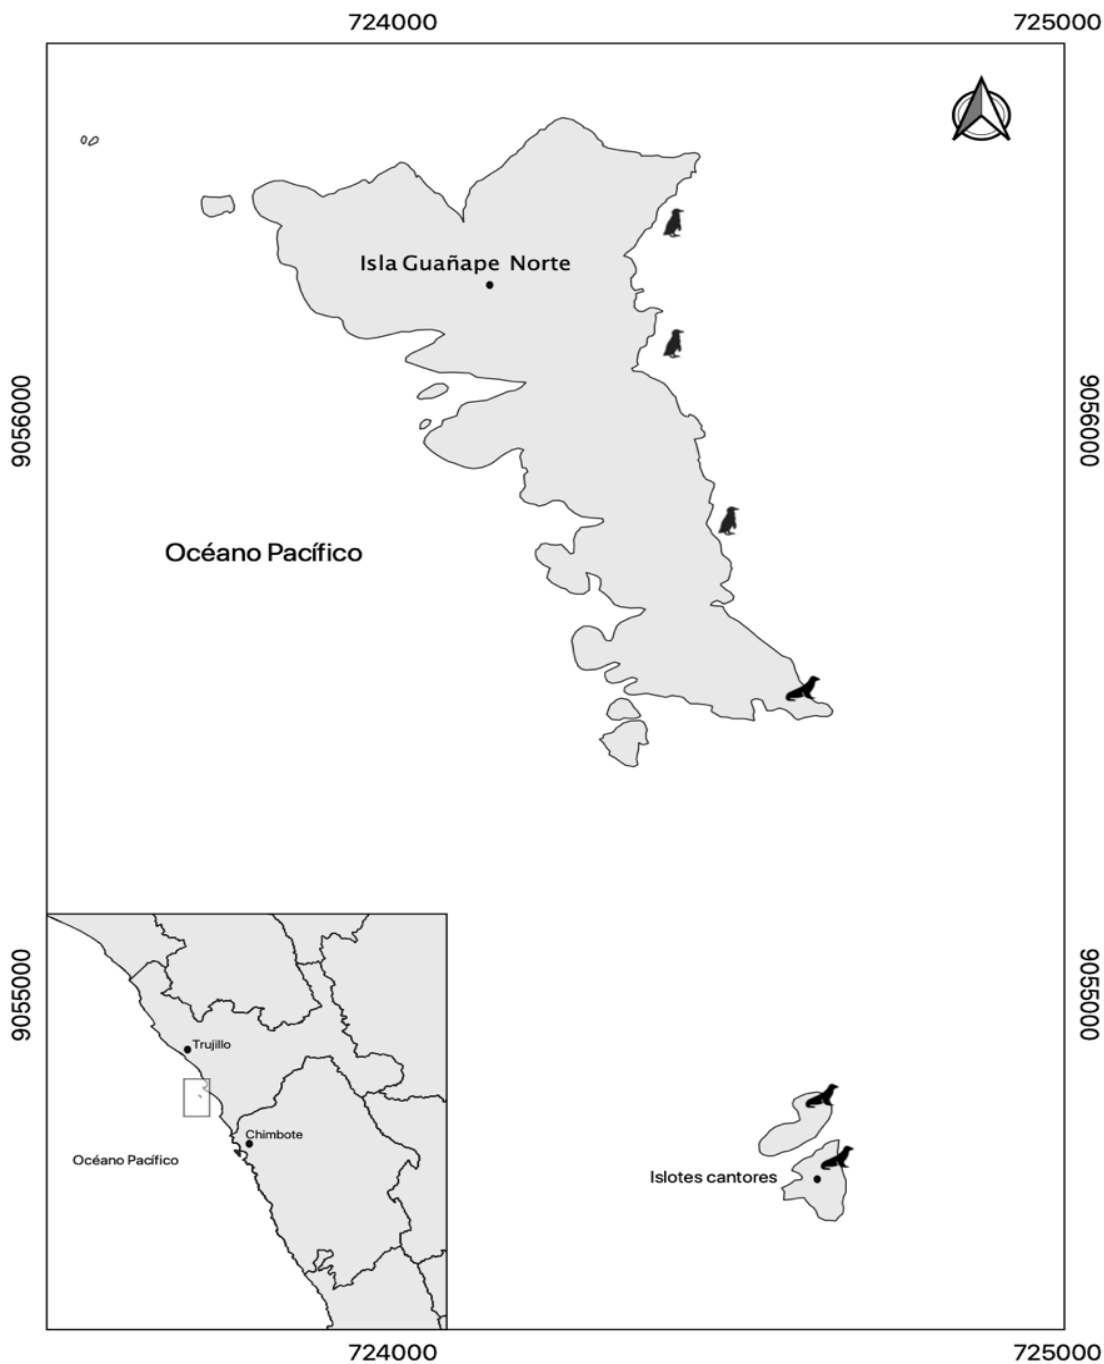 724000
725000
Isla Guañape Norte
9056000
9056000
Océano Pacífico
9055000
9055000
Trujillo
Chimbote
Océano Pacífico
Islotes cantores
724000
725000